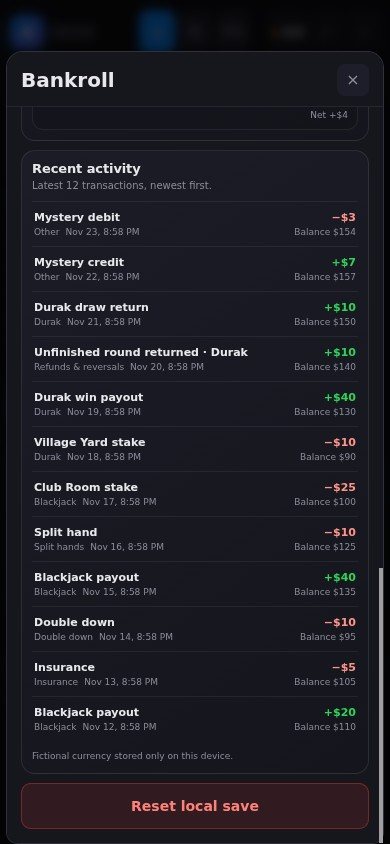 Bankroll
×
Net +$4
Recent activity
Latest 12 transactions, newest first.
Mystery debit −$3
Other Nov 23, 8:58 PM Balance $154
Mystery credit +$7
Other Nov 22, 8:58 PM Balance $157
Durak draw return +$10
Durak Nov 21, 8:58 PM Balance $150
Unfinished round returned · Durak +$10
Refunds & reversals Nov 20, 8:58 PM Balance $140
Durak win payout +$40
Durak Nov 19, 8:58 PM Balance $130
Village Yard stake −$10
Durak Nov 18, 8:58 PM Balance $90
Club Room stake −$25
Blackjack Nov 17, 8:58 PM Balance $100
Split hand −$10
Split hands Nov 16, 8:58 PM Balance $125
Blackjack payout +$40
Blackjack Nov 15, 8:58 PM Balance $135
Double down −$10
Double down Nov 14, 8:58 PM Balance $95
Insurance −$5
Insurance Nov 13, 8:58 PM Balance $105
Blackjack payout +$20
Blackjack Nov 12, 8:58 PM Balance $110
Fictional currency stored only on this device.
Reset local save